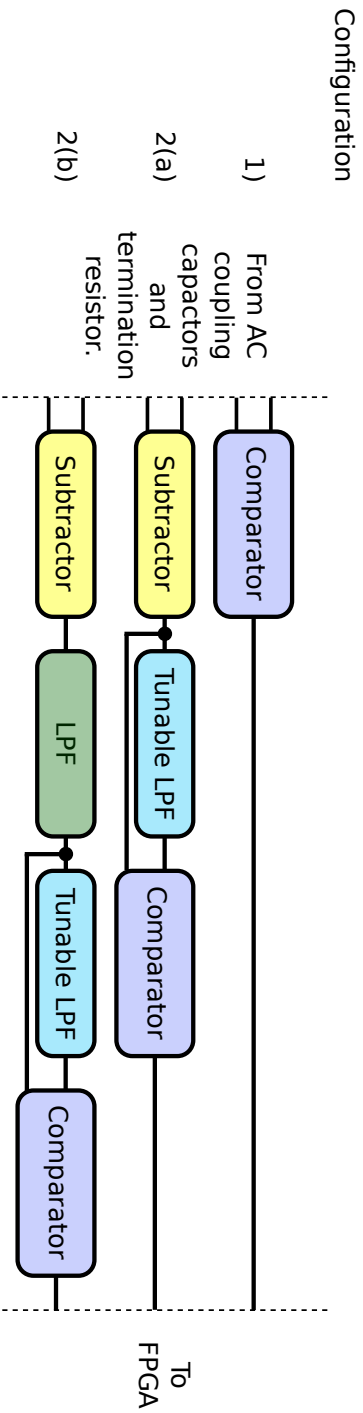 Configuration
1)
2(a)
2(b)
From AC
coupling
capactors
and
termination
resistor.
Comparator
Subtractor
Tunable LPF
Comparator
Subtractor
LPF
Tunable LPF
Comparator
To
FPGA